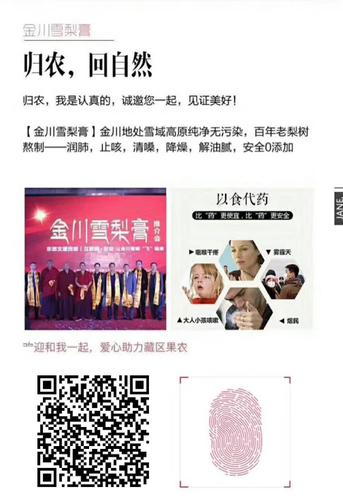 金川雪梨膏
归农，回自然
归农，我是认真的，诚邀您一起，见证美好！
【金川雪梨膏】金川地处雪域高原纯净无污染，百年老梨树
熬制——润肺，止咳，清嗓，降燥，解油腻，安全0添加
JANE
金川雪梨膏
推介会
以食代药
比“药”更便宜，比“药”更安全
▼咽喉干痒
▼雾霾天
▲大人小孩咳嗽
▲烟民
迎和我一起，爱心助力藏区果农